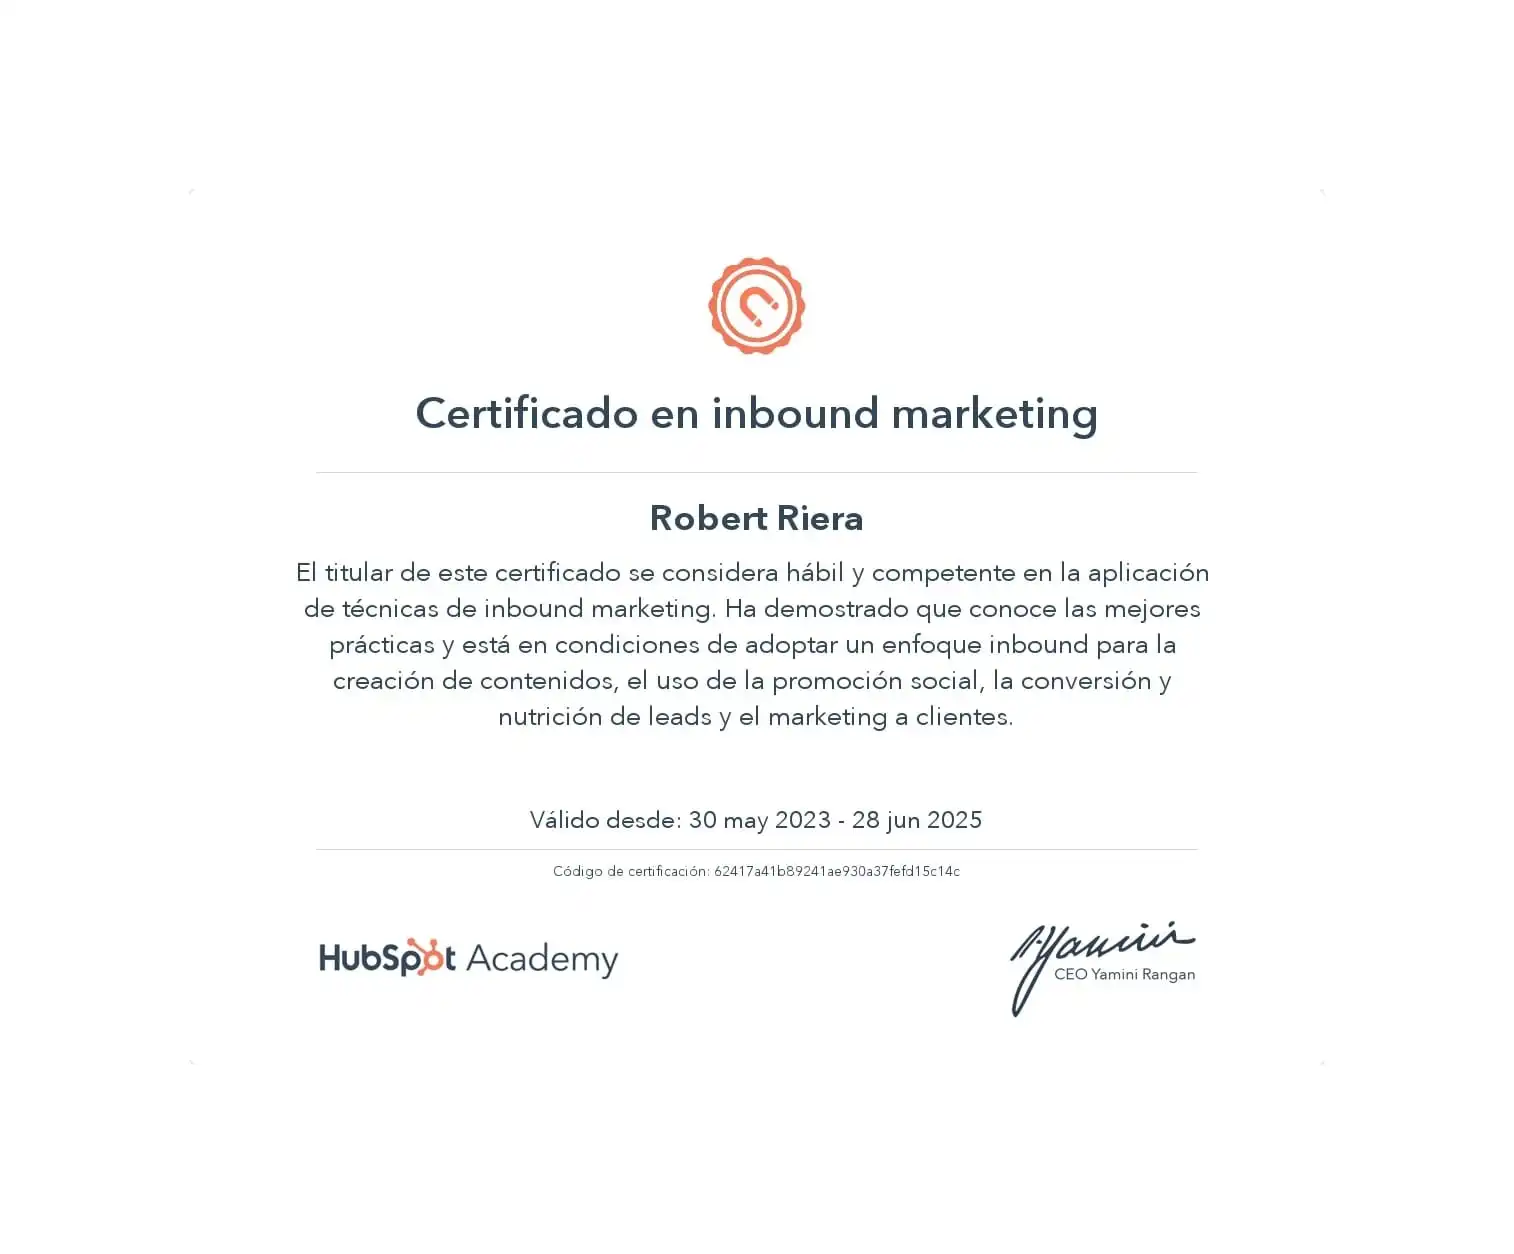 Certificado en inbound marketing
Robert Riera
El titular de este certificado se considera hábil y competente en la aplicación
de técnicas de inbound marketing. Ha demostrado que conoce las mejores
prácticas y está en condiciones de adoptar un enfoque inbound para la
creación de contenidos, el uso de la promoción social, la conversión y
nutrición de leads y el marketing a clientes.
Válido desde: 30 may 2023 - 28 jun 2025
Código de certificación: 62417a41b89241ae930a37fefd15c14c
HubSpot Academy
Yamini
CEO Yamini Rangan